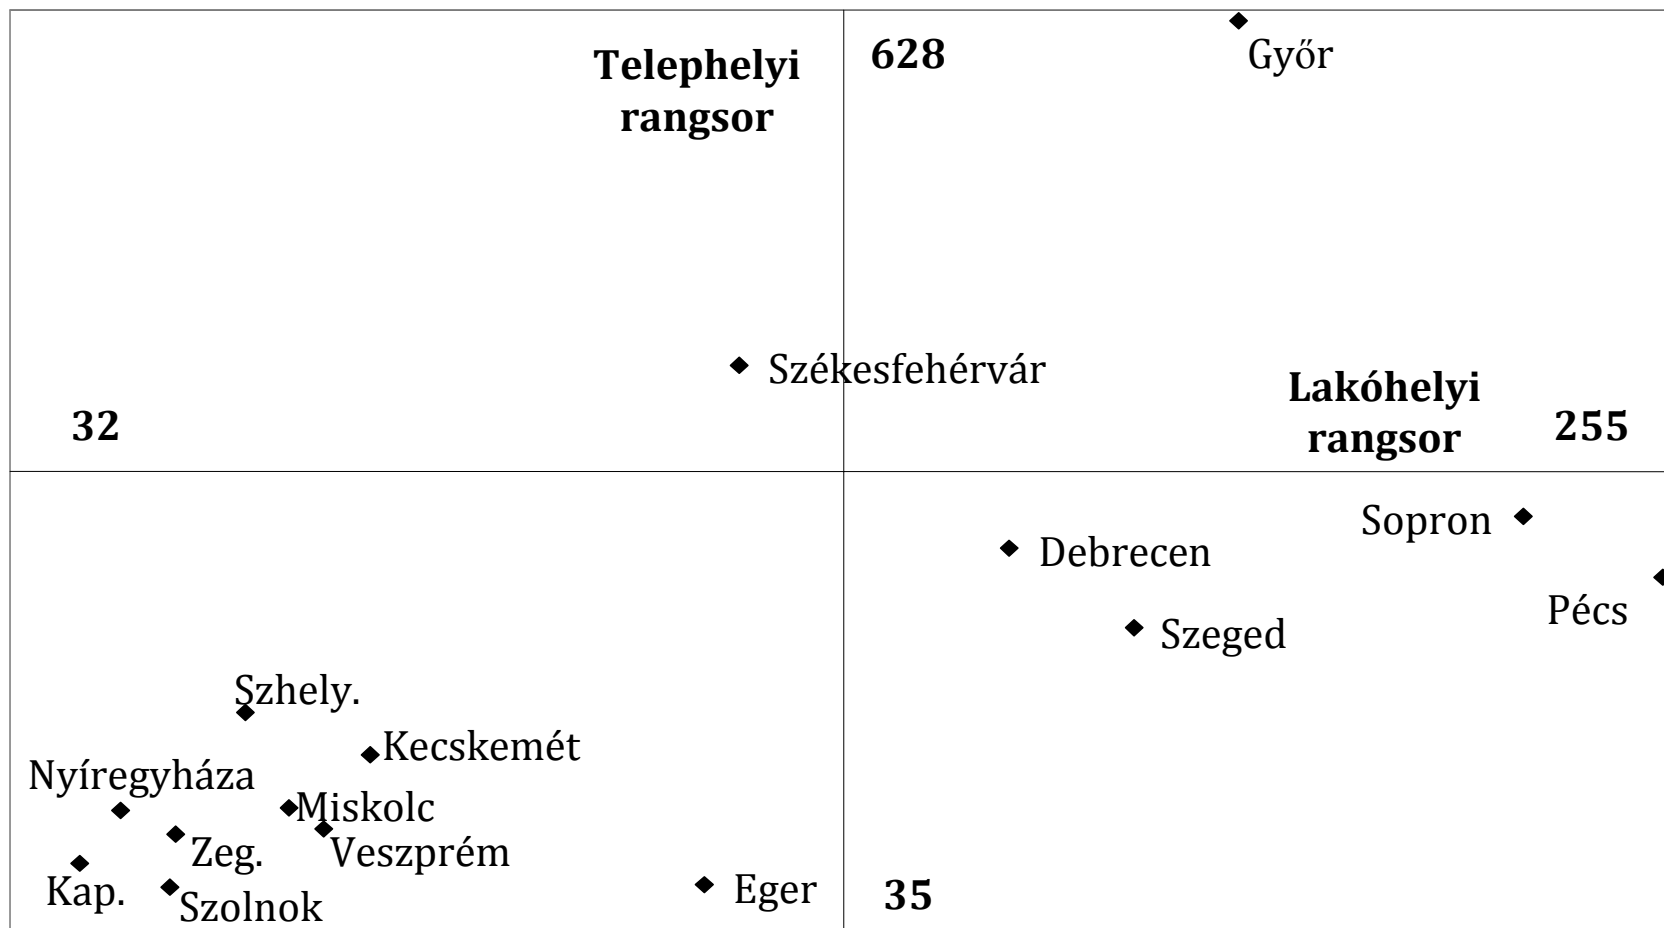 Telephelyi
rangsor
628
Győr
Székesfehérvár
Lakóhelyi
rangsor
32
255
Sopron
Debrecen
Pécs
Szeged
Szhely.
Kecskemét
Nyíregyháza
Miskolc
Zeg.
Veszprém
Kap.
Szolnok
Eger
35